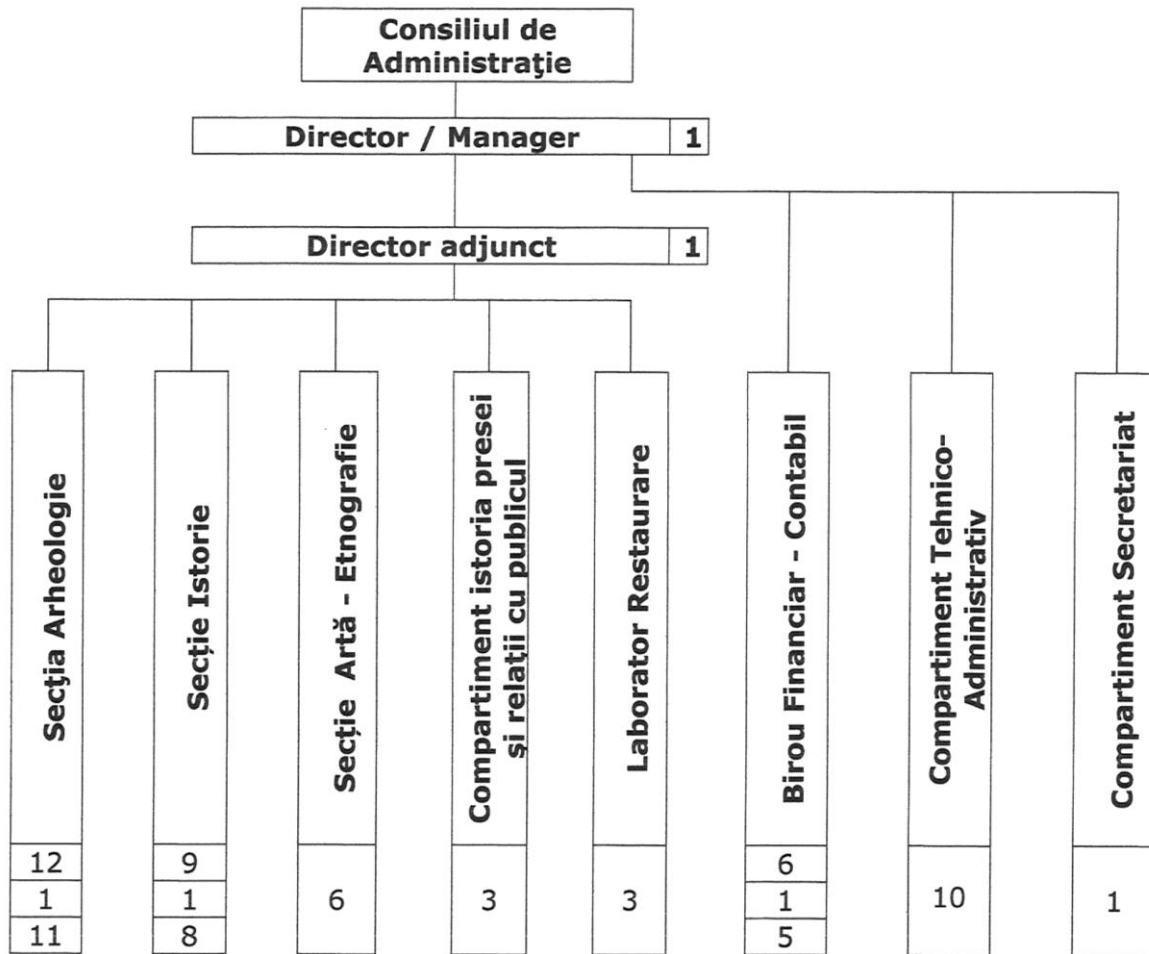 Consiliul de
Administraţie
Director / Manager 1
Director adjunct 1
Secţia Arheologie
12
1
11
Secție Istorie
9
1
8
Secție Artă - Etnografie
6
Compartiment istoria presei
și relații cu publicul
3
Laborator Restaurare
3
Birou Financiar - Contabil
6
1
5
Compartiment Tehnico-
Administrativ
10
Compartiment Secretariat
1